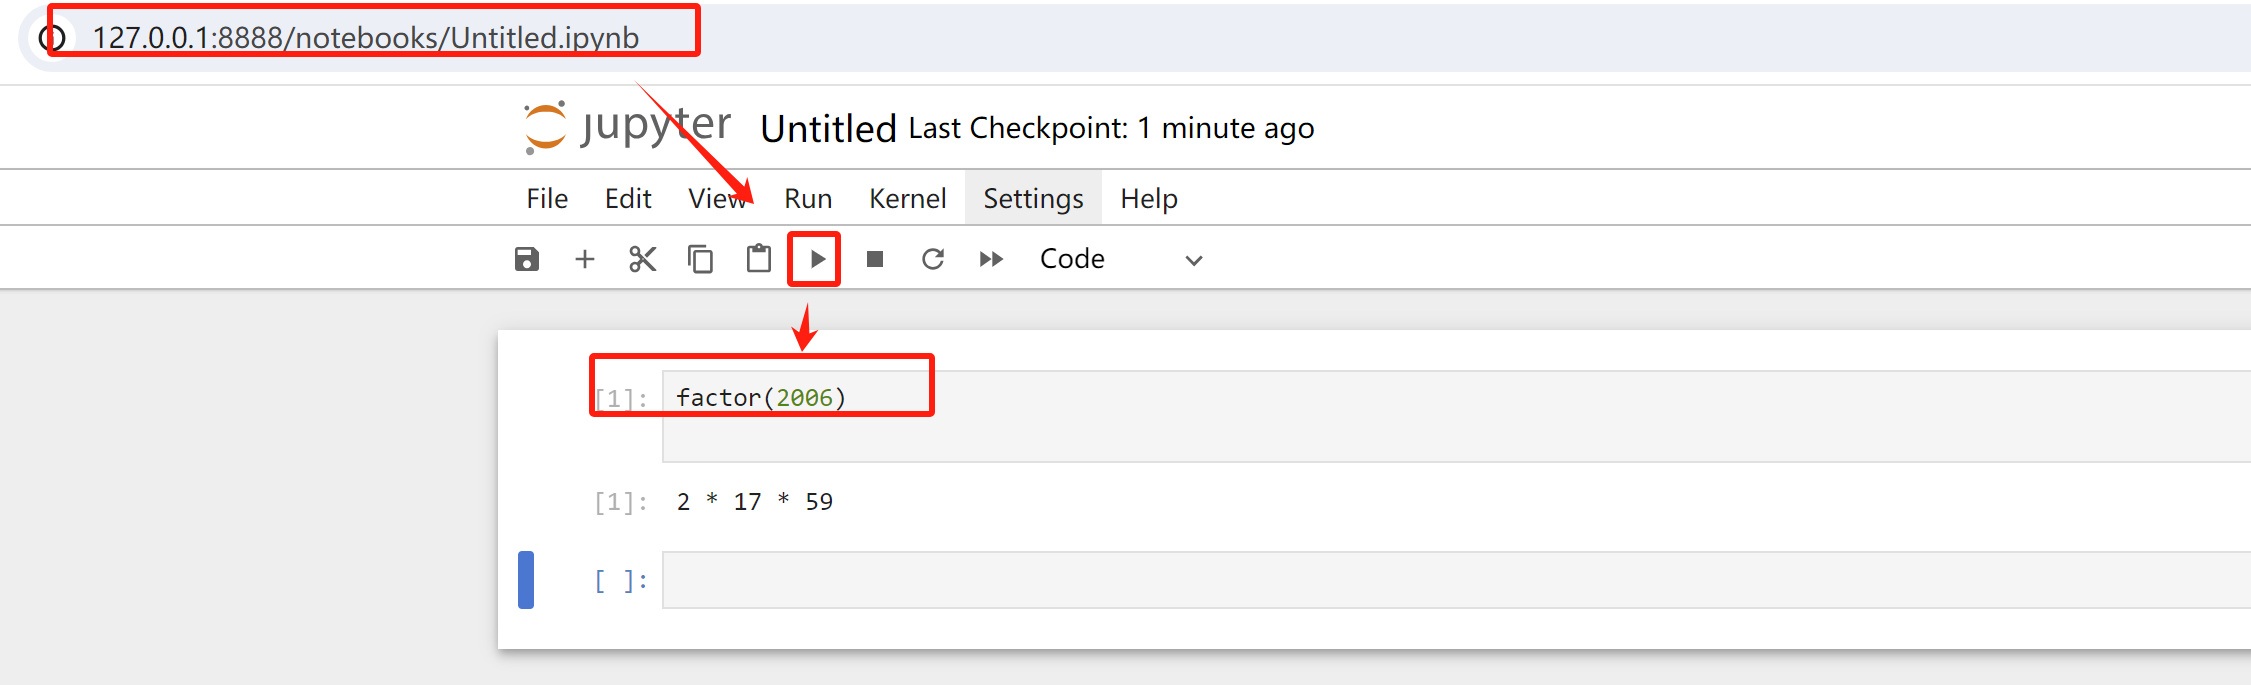 127.0.0.1:8888/notebooks/Untitled.ipynb
jupyter Untitled Last Checkpoint: 1 minute ago
File Edit View Run Kernel Settings Help
Code
[1]: factor(2006)
[1]: 2 * 17 * 59
[ ]: